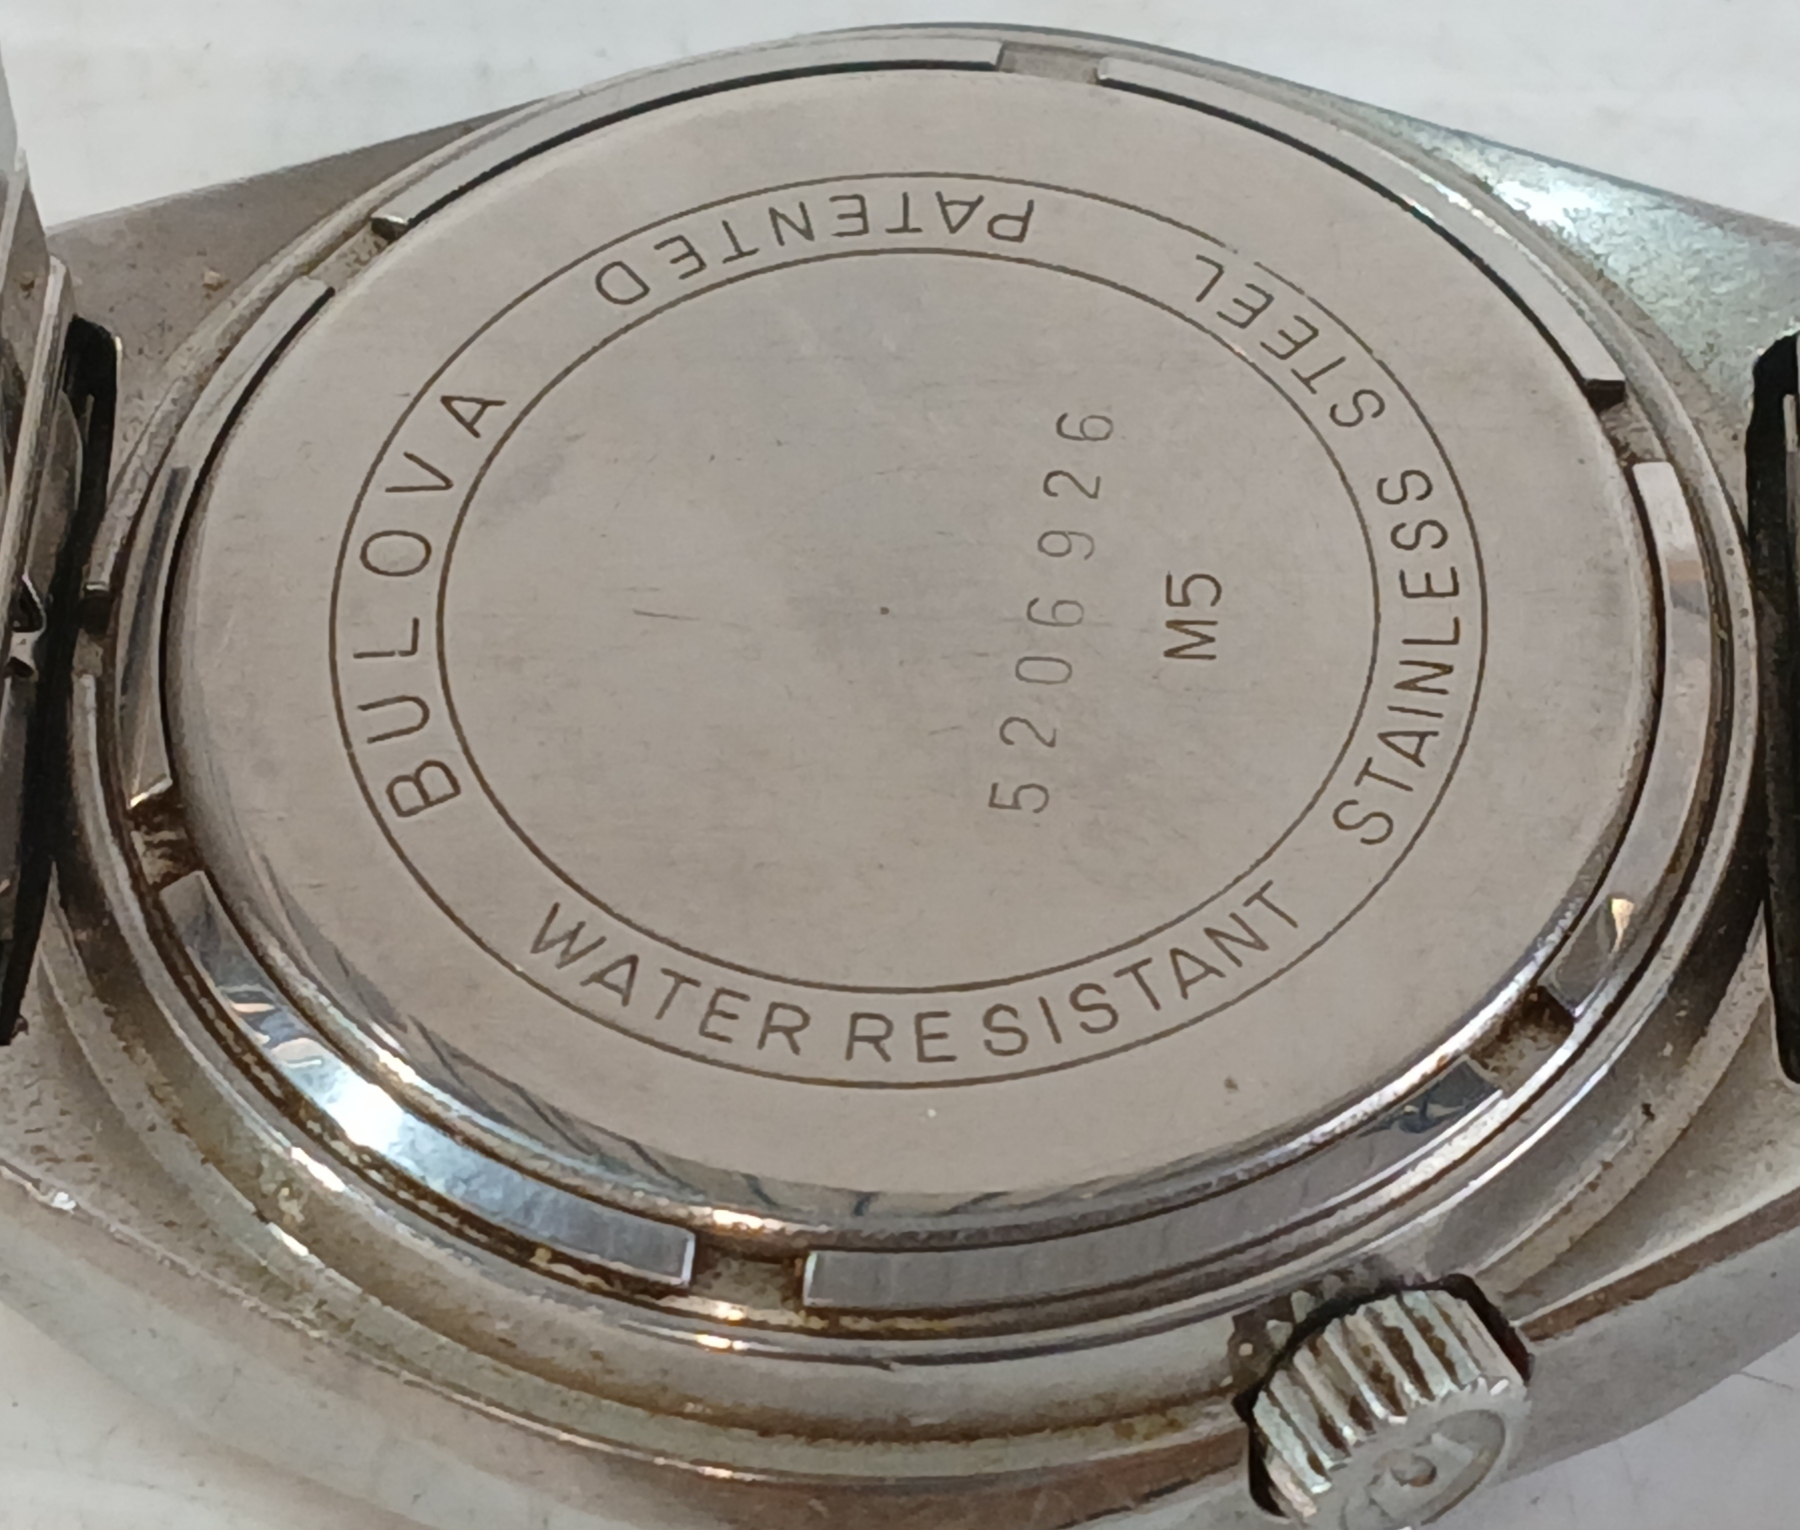 BULOVA
PATENTED
STAINLESS STEEL
WATER RESISTANT
5206926
M5